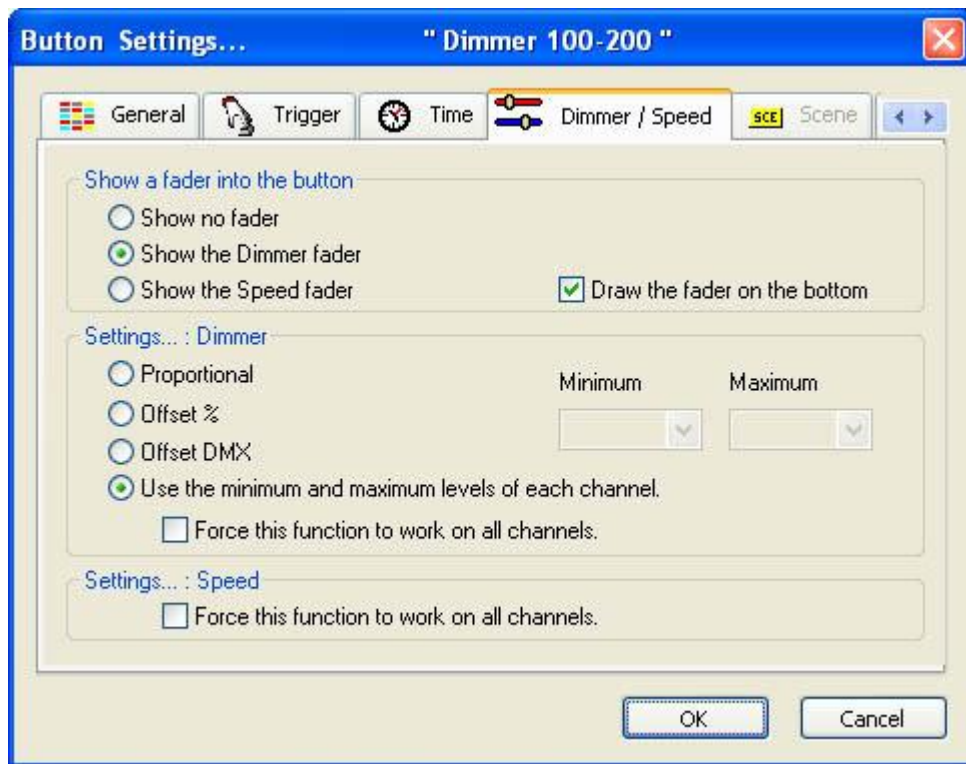 Button Settings... " Dimmer 100-200 "
General Trigger Time Dimmer / Speed SCE Scene
Show a fader into the button
Show no fader
Show the Dimmer fader
Show the Speed fader Draw the fader on the bottom
Settings... : Dimmer
Proportional Minimum Maximum
Offset %
Offset DMX
Use the minimum and maximum levels of each channel.
Force this function to work on all channels.
Settings... : Speed
Force this function to work on all channels.
OK Cancel